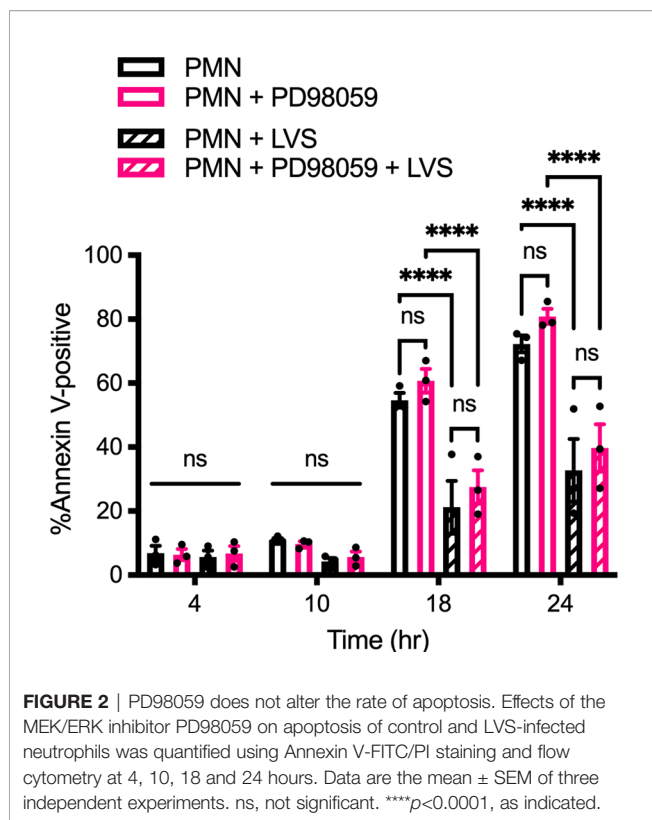 PMN
PMN + PD98059
PMN + LVS
PMN + PD98059 + LVS
****
****
****
****
ns
ns
ns
ns
ns
ns
100
80
60
40
20
0
%Annexin V-positive
4
10
18
24
Time (hr)
FIGURE 2 | PD98059 does not alter the rate of apoptosis. Effects of the
MEK/ERK inhibitor PD98059 on apoptosis of control and LVS-infected
neutrophils was quantified using Annexin V-FITC/PI staining and flow
cytometry at 4, 10, 18 and 24 hours. Data are the mean ± SEM of three
independent experiments. ns, not significant. ****p<0.0001, as indicated.